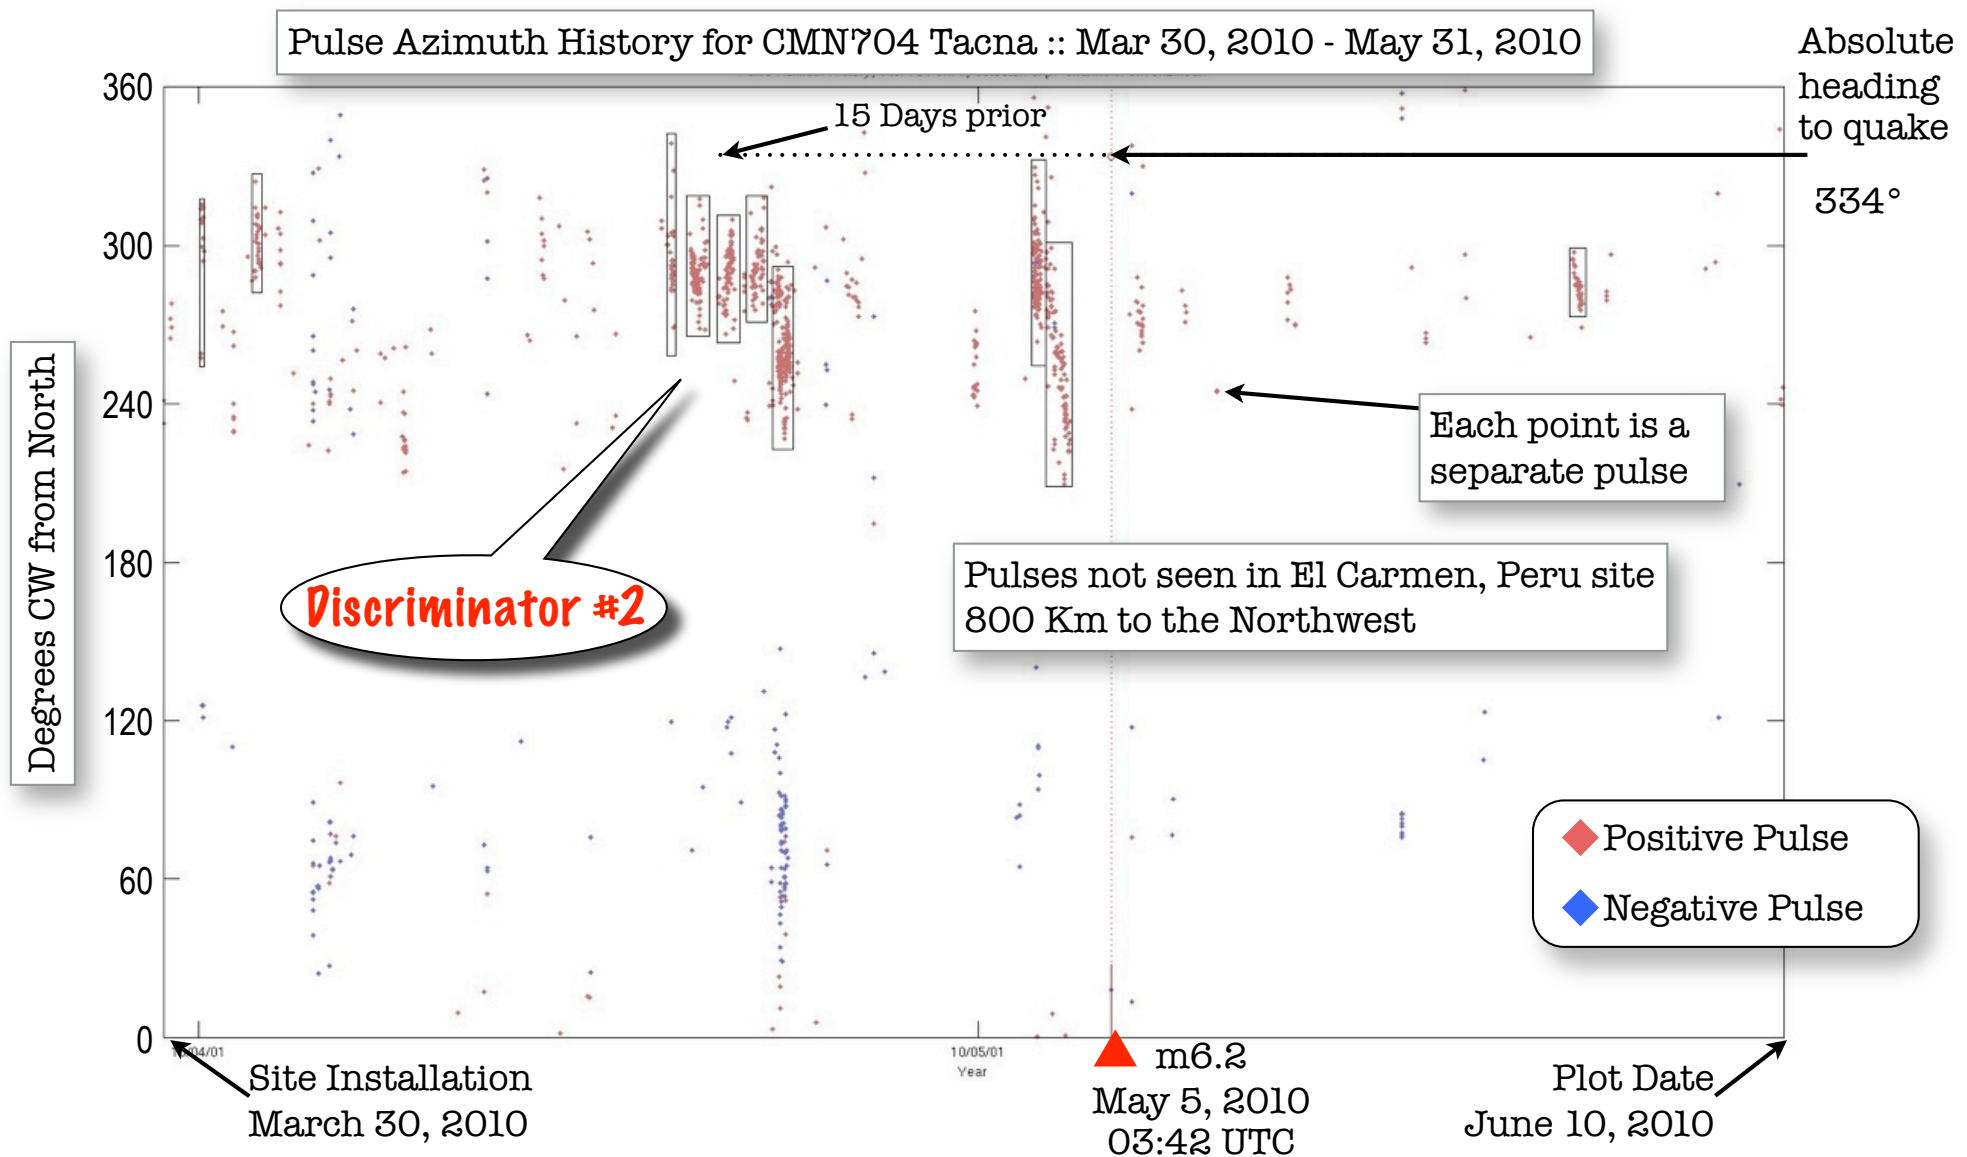 Pulse Azimuth History for CMN704 Tacna :: Mar 30, 2010 - May 31, 2010
Absolute
heading
to quake
334°
360
300
240
180
120
60
0
Degrees CW from North
15 Days prior
Each point is a
separate pulse
Discriminator #2
Pulses not seen in El Carmen, Peru site
800 Km to the Northwest
Positive Pulse
Negative Pulse
/04/01
10/05/01
Year
Site Installation
March 30, 2010
m6.2
May 5, 2010
03:42 UTC
Plot Date
June 10, 2010